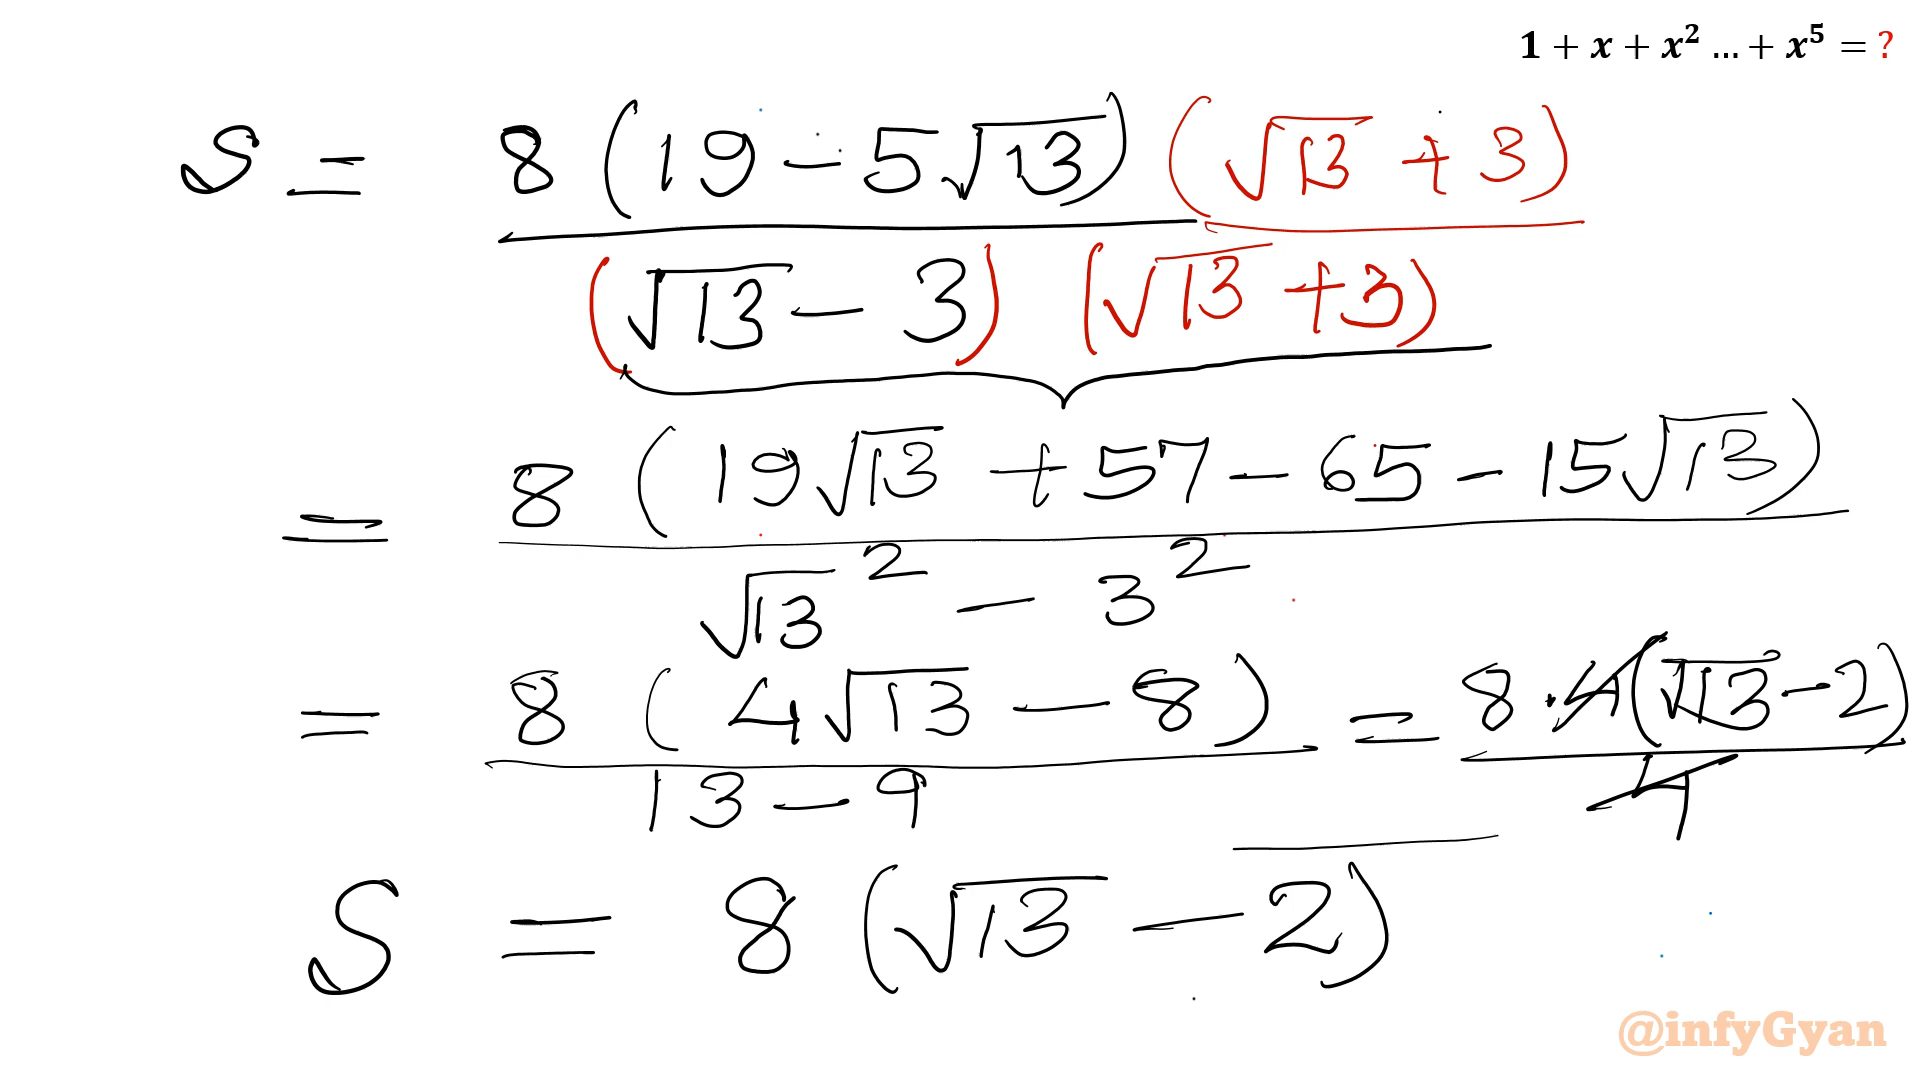 1 + x + x² ... + x⁵ = ?
S = 8 (19 - 5√13) (√13 + 3)
(√13 - 3) (√13 + 3)
= 8 (19√13 + 57 - 65 - 15√13)
√13² - 3²
= 8 (4√13 - 8) = 8 · 4 (√13 - 2)
13 - 9 4
S = 8 (√13 - 2)
@infyGyan